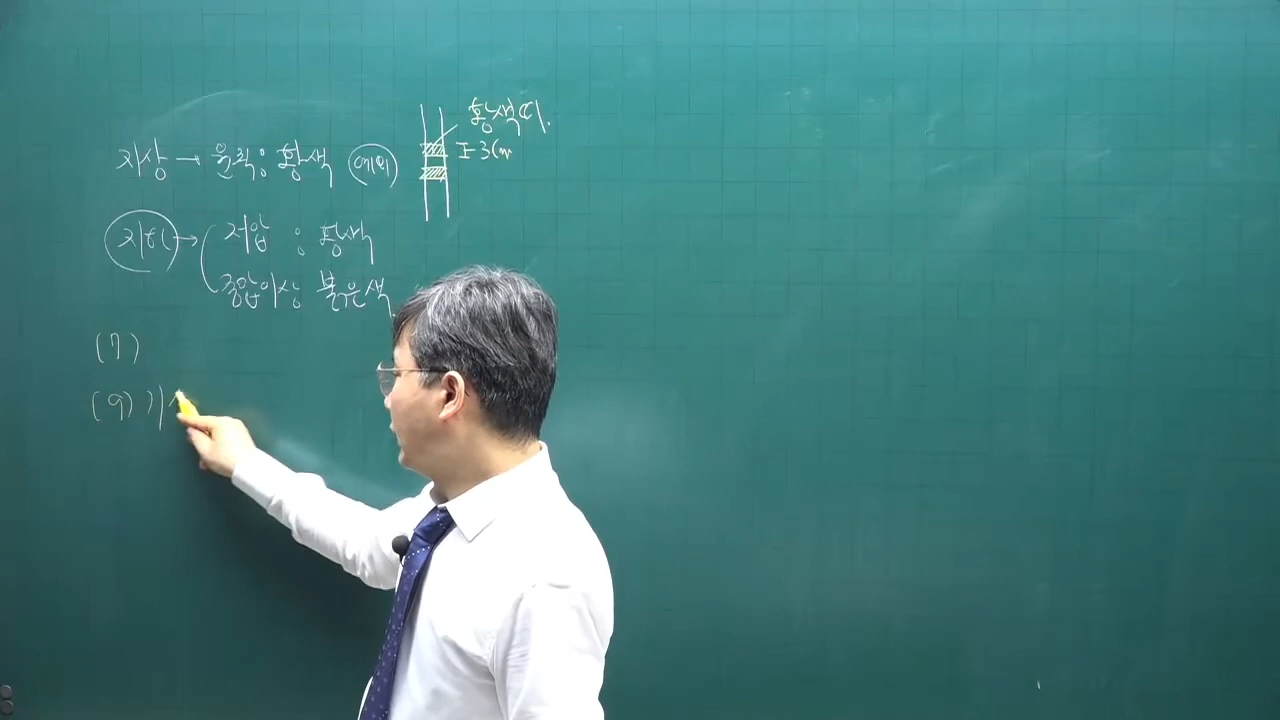 지상 → 원칙; 황색 (예외)
황색띠.
I 3cm
지하 → 저압 : 황색
중압이상; 붉은색.
(7)
(9) 기